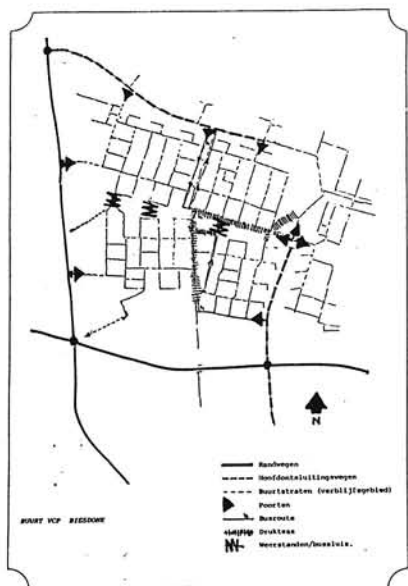 N
Randwegen
Hoofdontsluitingswegen
Buurtstraten (verblijfsgebied)
Poorten
Busroute
Drukteas
Weerstanden/bussluis.
BUURT VCP BIESDONK